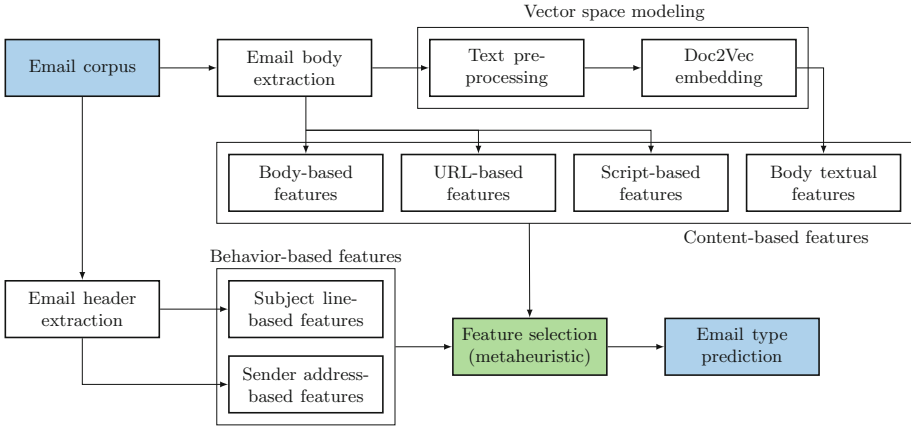 Vector space modeling
Email corpus
Email body
extraction
Text pre-
processing
Doc2Vec
embedding
Body-based
features
URL-based
features
Script-based
features
Body textual
features
Content-based features
Behavior-based features
Email header
extraction
Subject line-
based features
Sender address-
based features
Feature selection
(metaheuristic)
Email type
prediction